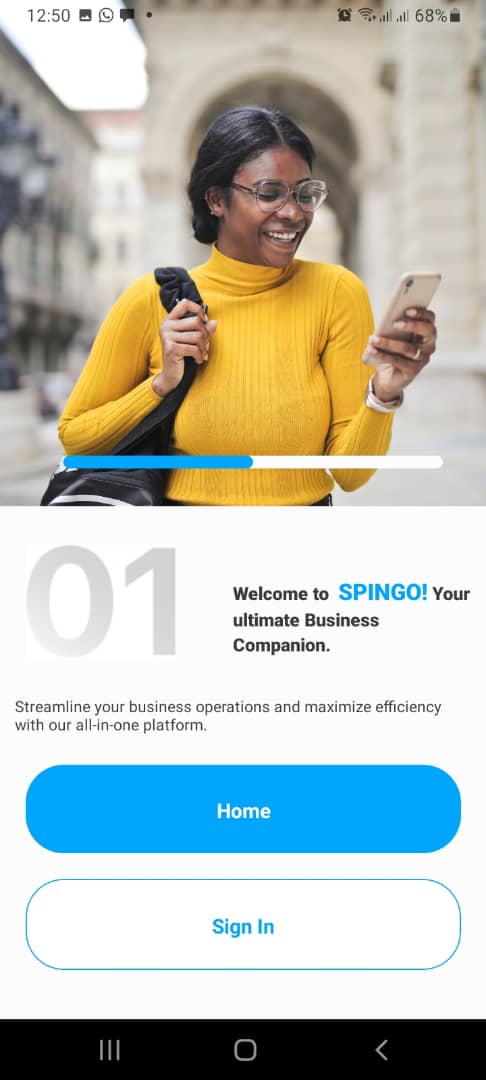 12:50 68%
01
Welcome to SPINGO! Your
ultimate Business
Companion.
Streamline your business operations and maximize efficiency
with our all-in-one platform.
Home
Sign In